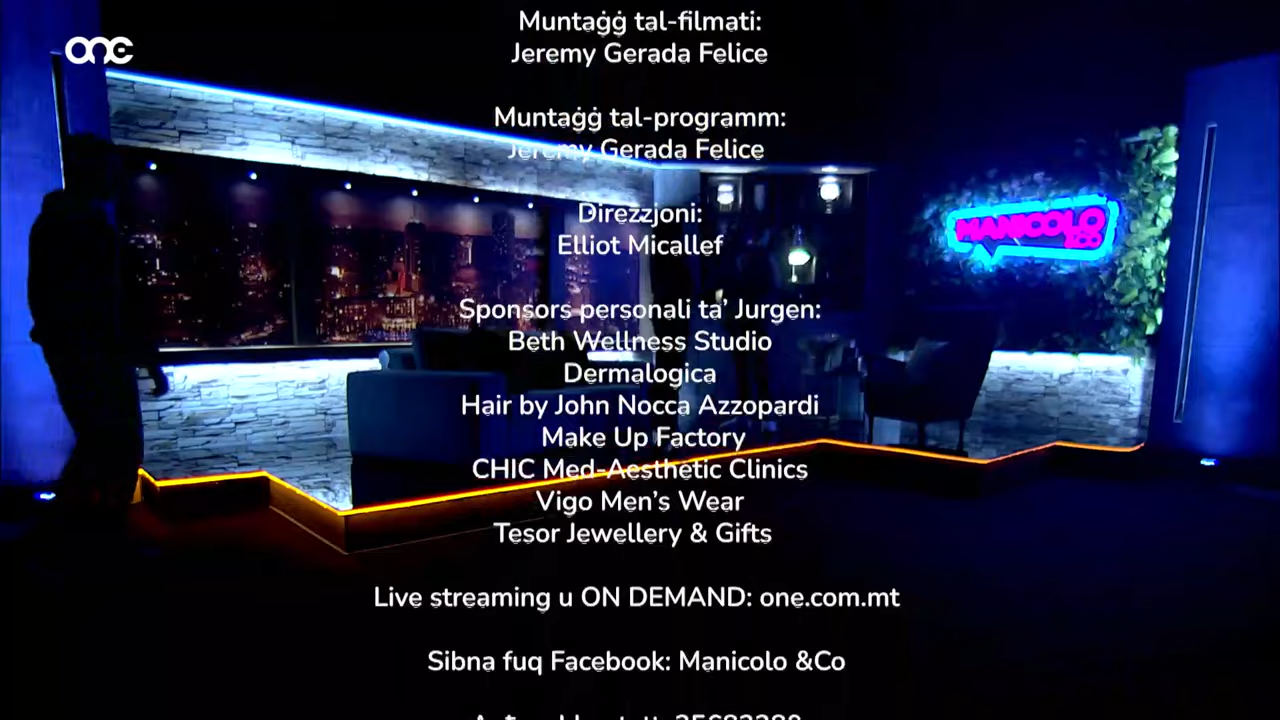 one
Muntaġġ tal-filmati:
Jeremy Gerada Felice
Muntaġġ tal-programm:
Jeremy Gerada Felice
Direzzjoni:
Elliot Micallef
MANICOLO
&CO
Sponsors personali ta’ Jurgen:
Beth Wellness Studio
Dermalogica
Hair by John Nocca Azzopardi
Make Up Factory
CHIC Med-Aesthetic Clinics
Vigo Men’s Wear
Tesor Jewellery & Gifts
Live streaming u ON DEMAND: one.com.mt
Sibna fuq Facebook: Manicolo &Co